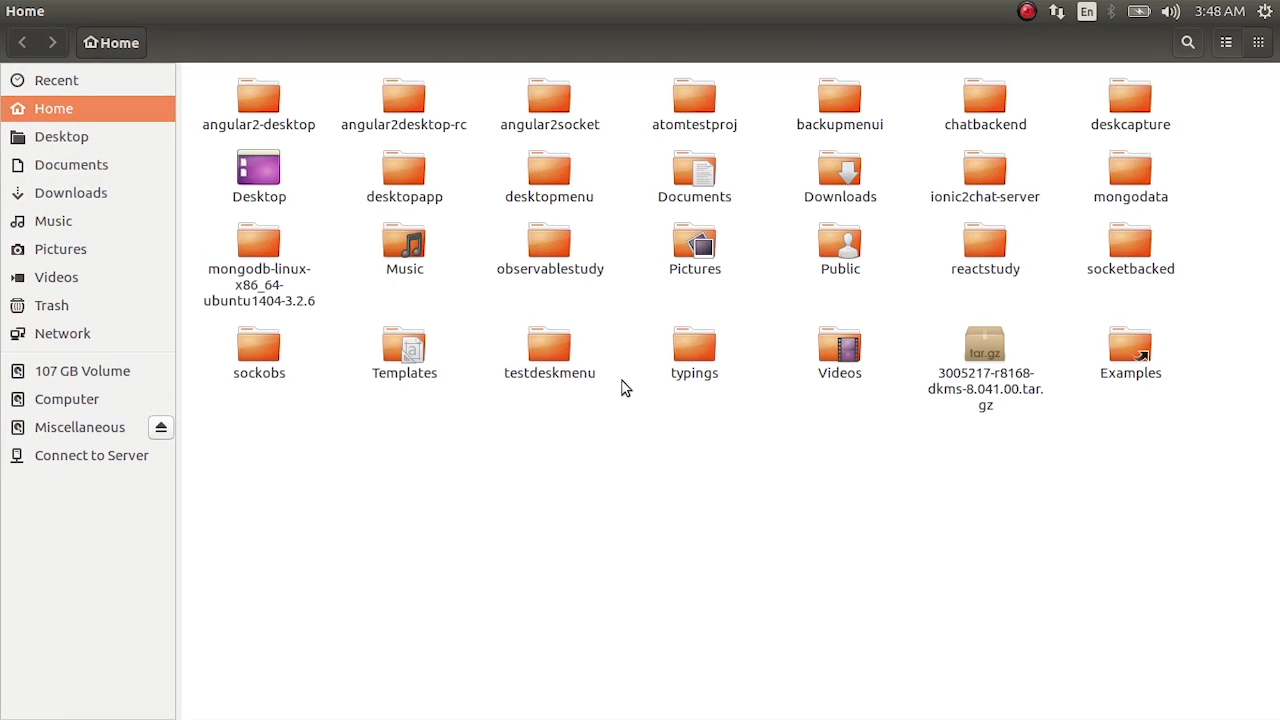 Home
En
3:48 AM
Home
Recent
Home
Desktop
Documents
Downloads
Music
Pictures
Videos
Trash
Network
107 GB Volume
Computer
Miscellaneous
Connect to Server
angular2-desktop
angular2desktop-rc
angular2socket
atomtestproj
backupmenui
chatbackend
deskcapture
Desktop
desktopapp
desktopmenu
Documents
Downloads
ionic2chat-server
mongodata
mongodb-linux-
x86_64-
ubuntu1404-3.2.6
Music
observablestudy
Pictures
Public
reactstudy
socketbacked
sockobs
Templates
testdeskmenu
typings
Videos
tar.gz
3005217-r8168-
dkms-8.041.00.tar.
gz
Examples